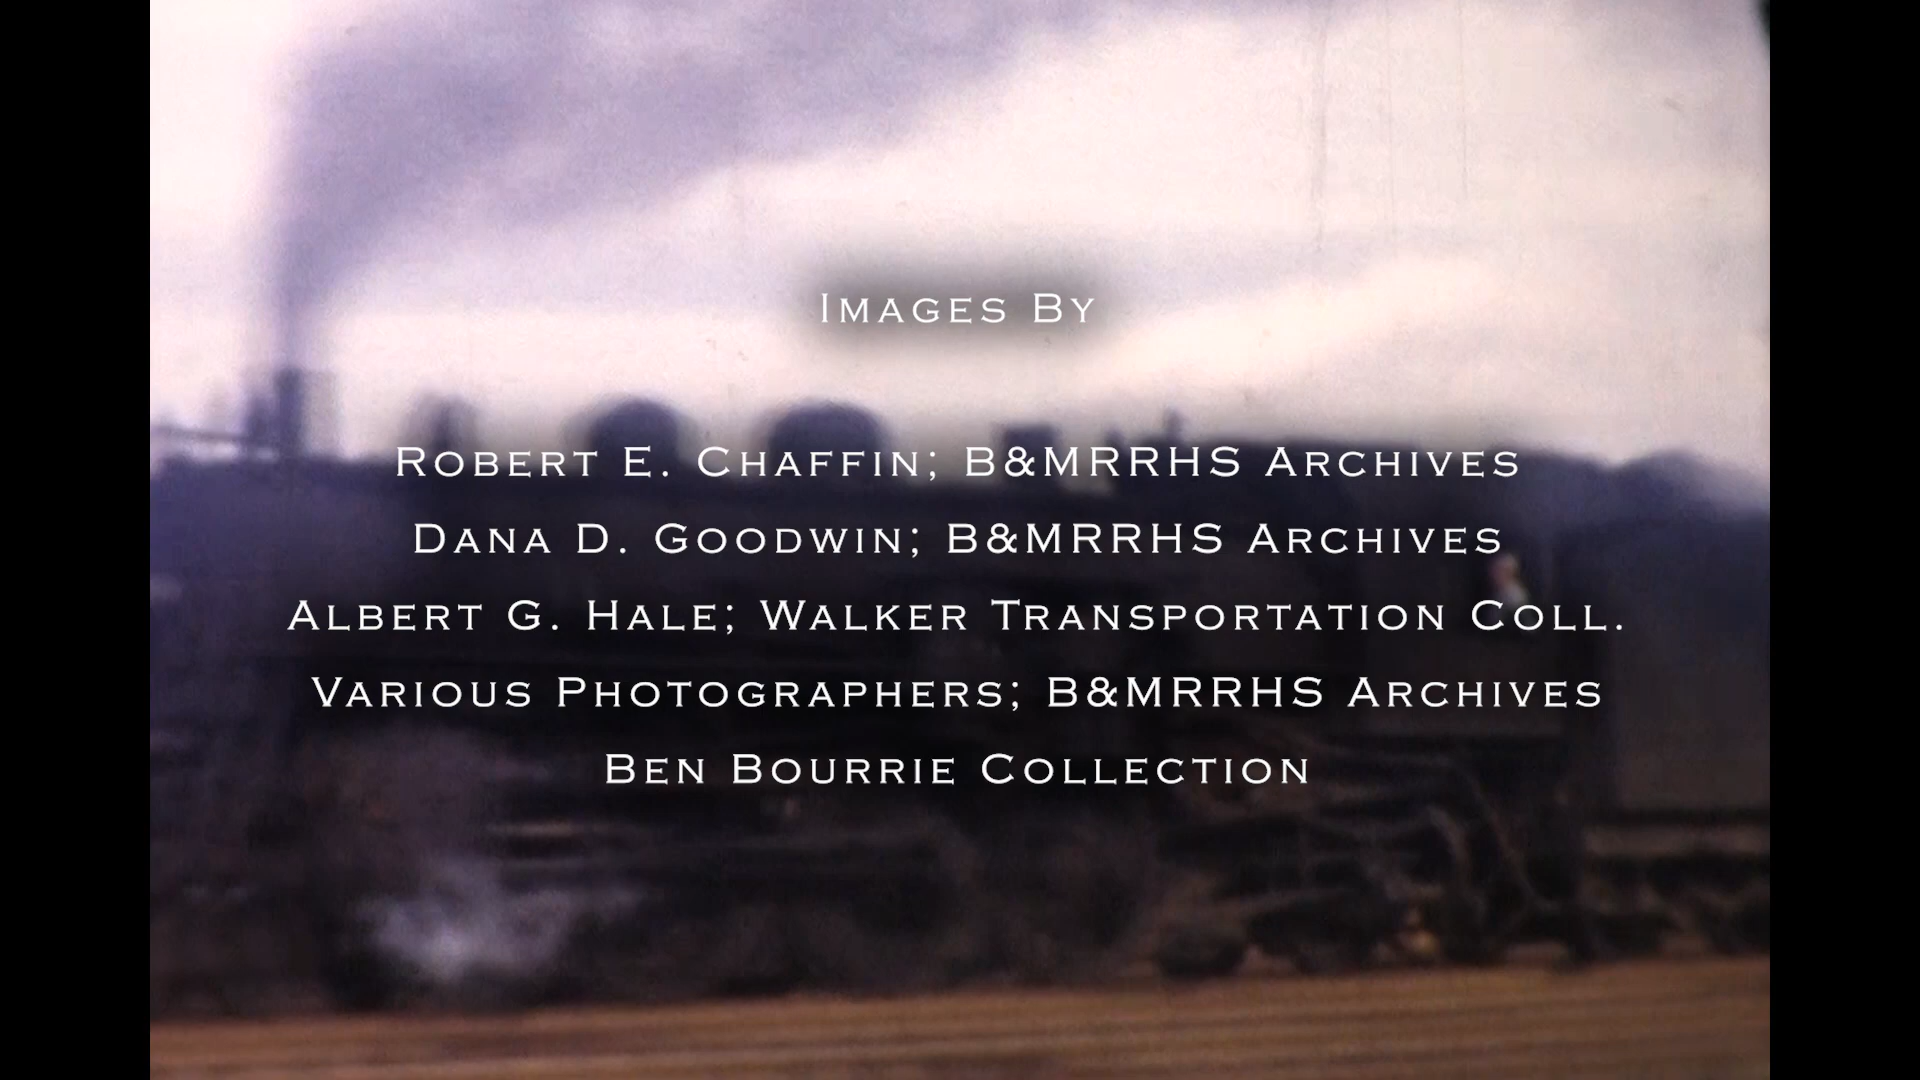 Images By
Robert E. Chaffin; B&MRRHS Archives
Dana D. Goodwin; B&MRRHS Archives
Albert G. Hale; Walker Transportation Coll.
Various Photographers; B&MRRHS Archives
Ben Bourrie Collection